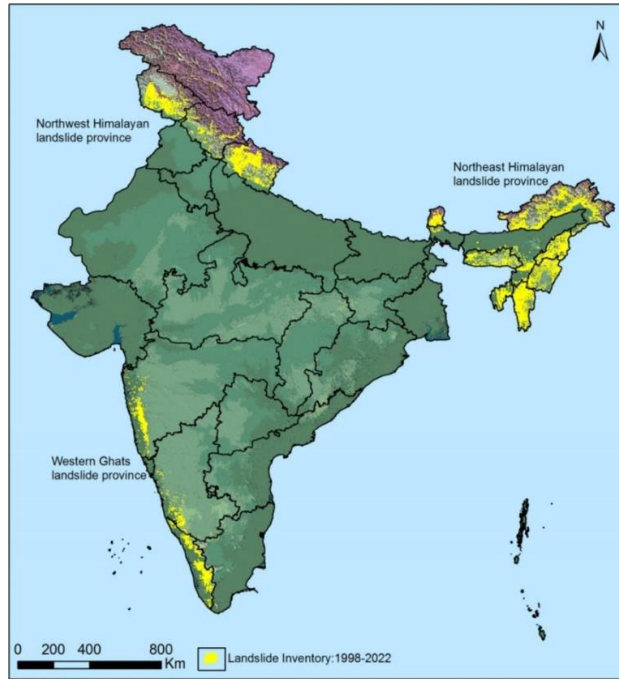 N
Northwest Himalayan
landslide province
Northeast Himalayan
landslide province
Western Ghats
landslide province
0 200 400 800
Km
Landslide Inventory:1998-2022